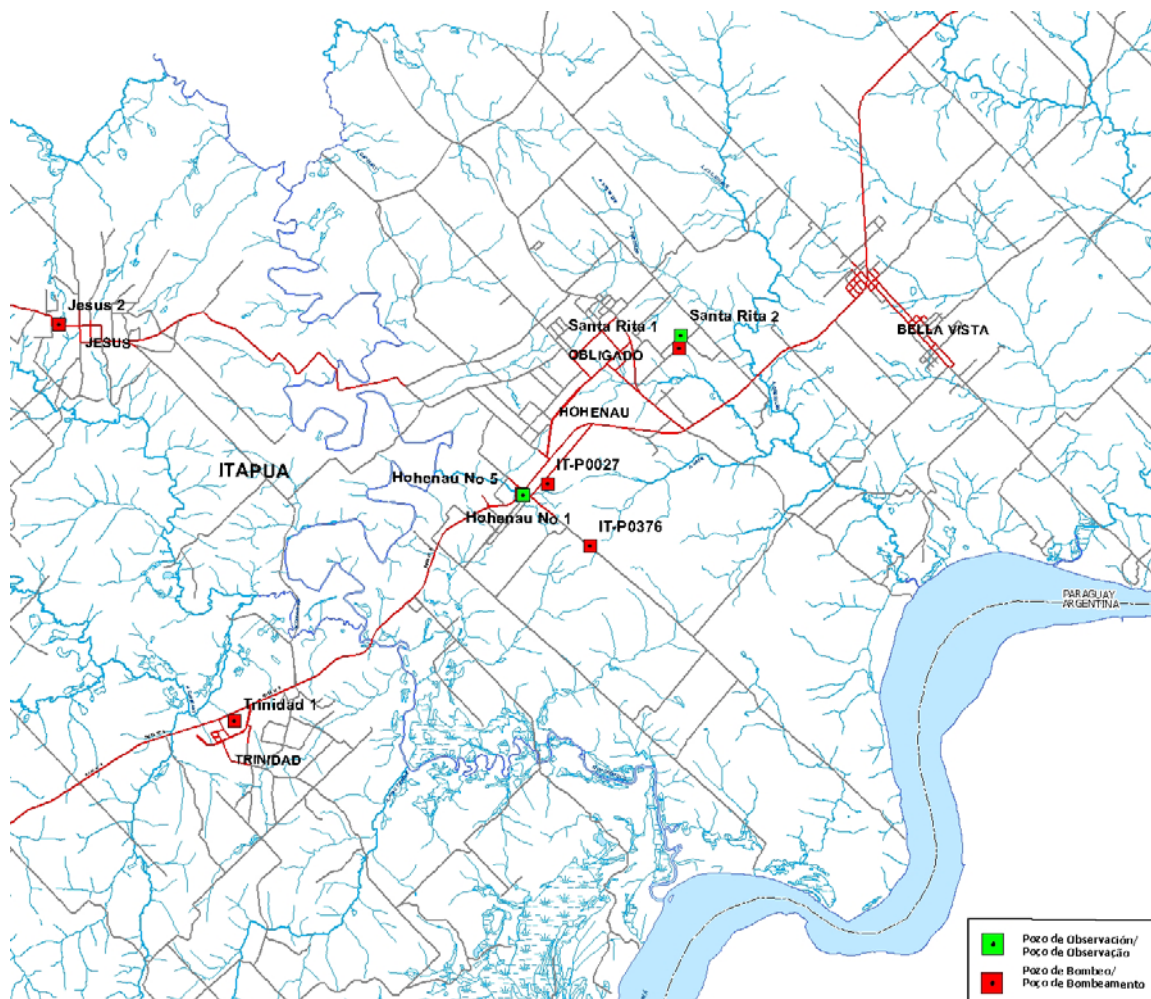 Jesus 2
JESUS
Santa Rita 1
Santa Rita 2
OBLIGADO
BELLA VISTA
HOHENAU
ITAPUA
Hohenau No 5
IT-P0027
Hohenau No 1
IT-P0376
PARAGUAY
ARGENTINA
Trinidad 1
TRINIDAD
Pozo de Observación/
Poço de Observação
Pozo de Bombeo/
Poço de Bombeamento